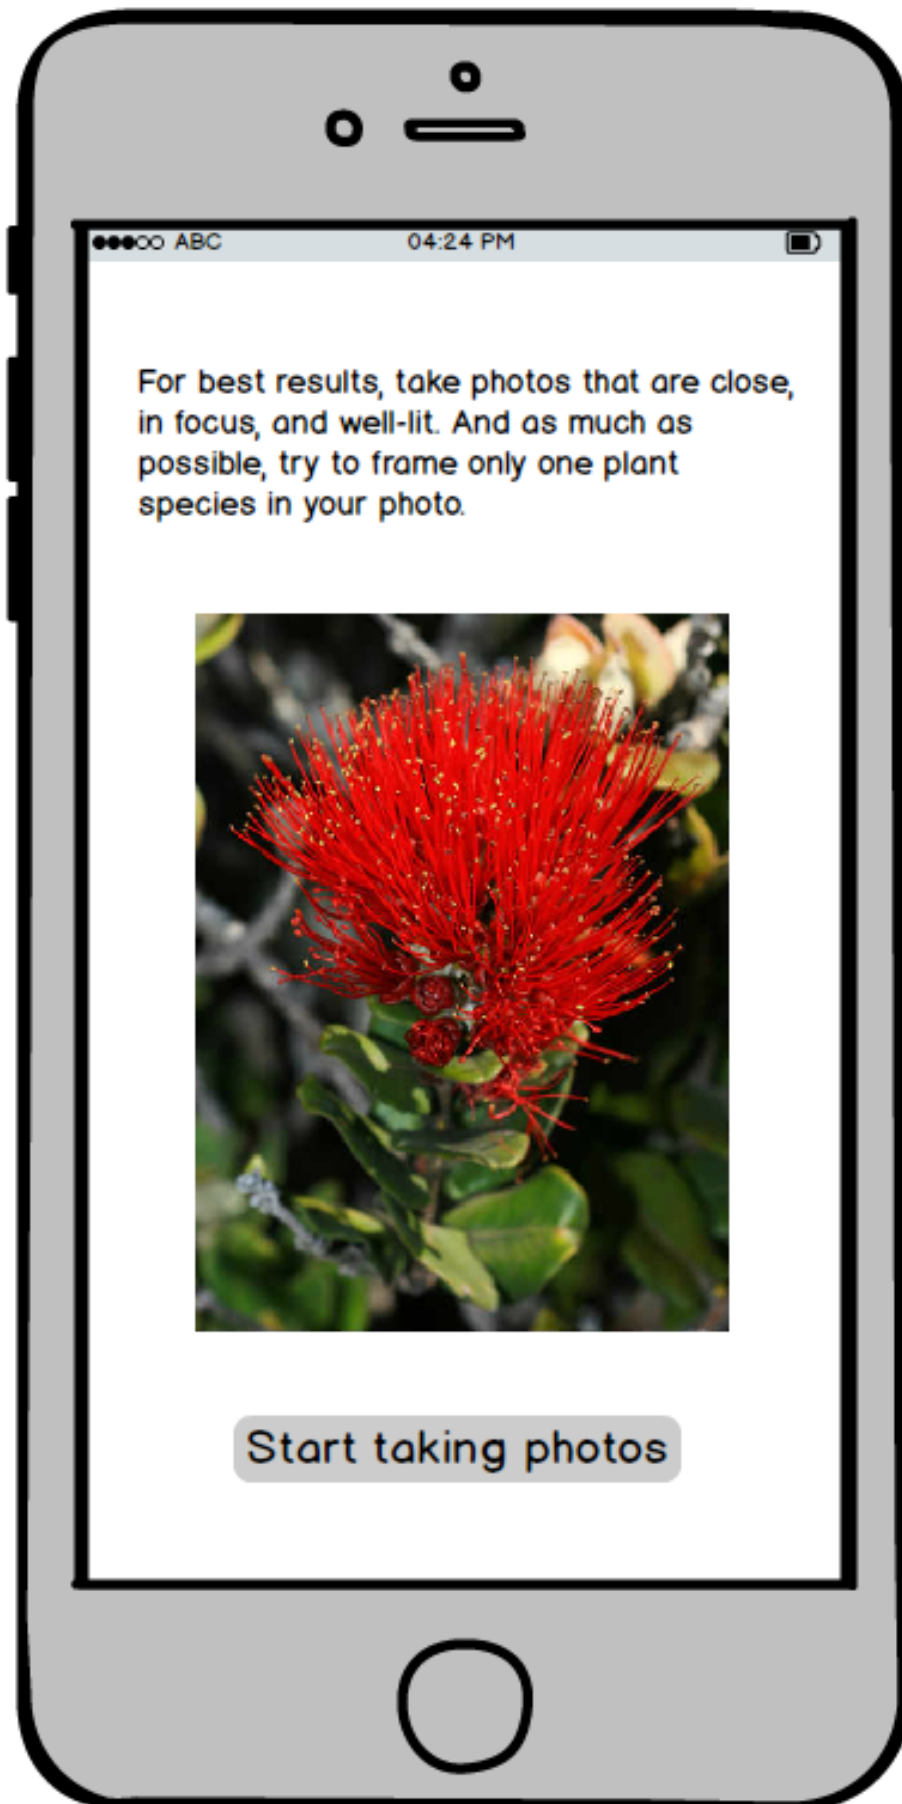 ABC 04:24 PM
For best results, take photos that are close,
in focus, and well-lit. And as much as
possible, try to frame only one plant
species in your photo.
Start taking photos